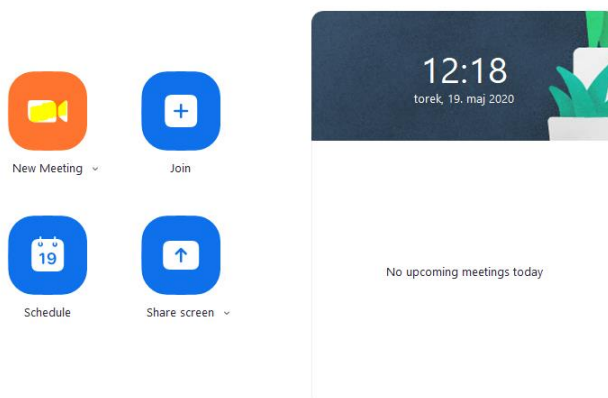 New Meeting
Join
19
Schedule
Share screen
12:18
torek, 19. maj 2020
No upcoming meetings today